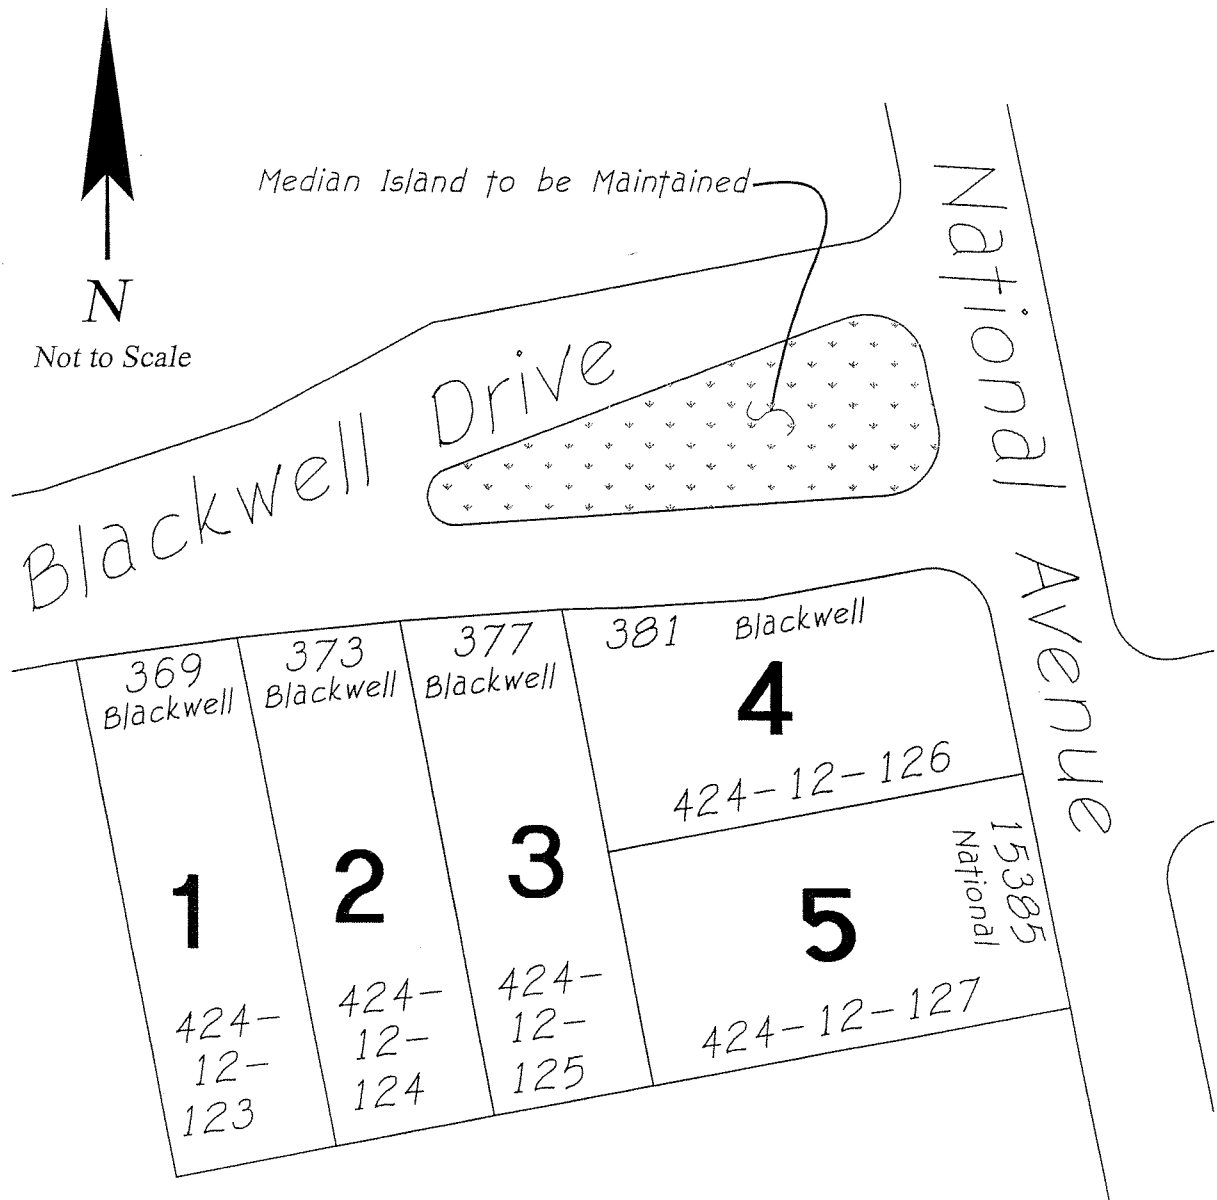 Median Island to be Maintained
N
Not to Scale
Blackwell Drive
National Avenue
369
Blackwell
373
Blackwell
377
Blackwell
381 Blackwell
4
424-12-126
1
2
3
5
15385
National
424-
12-
123
424-
12-
124
424-
12-
125
424-12-127